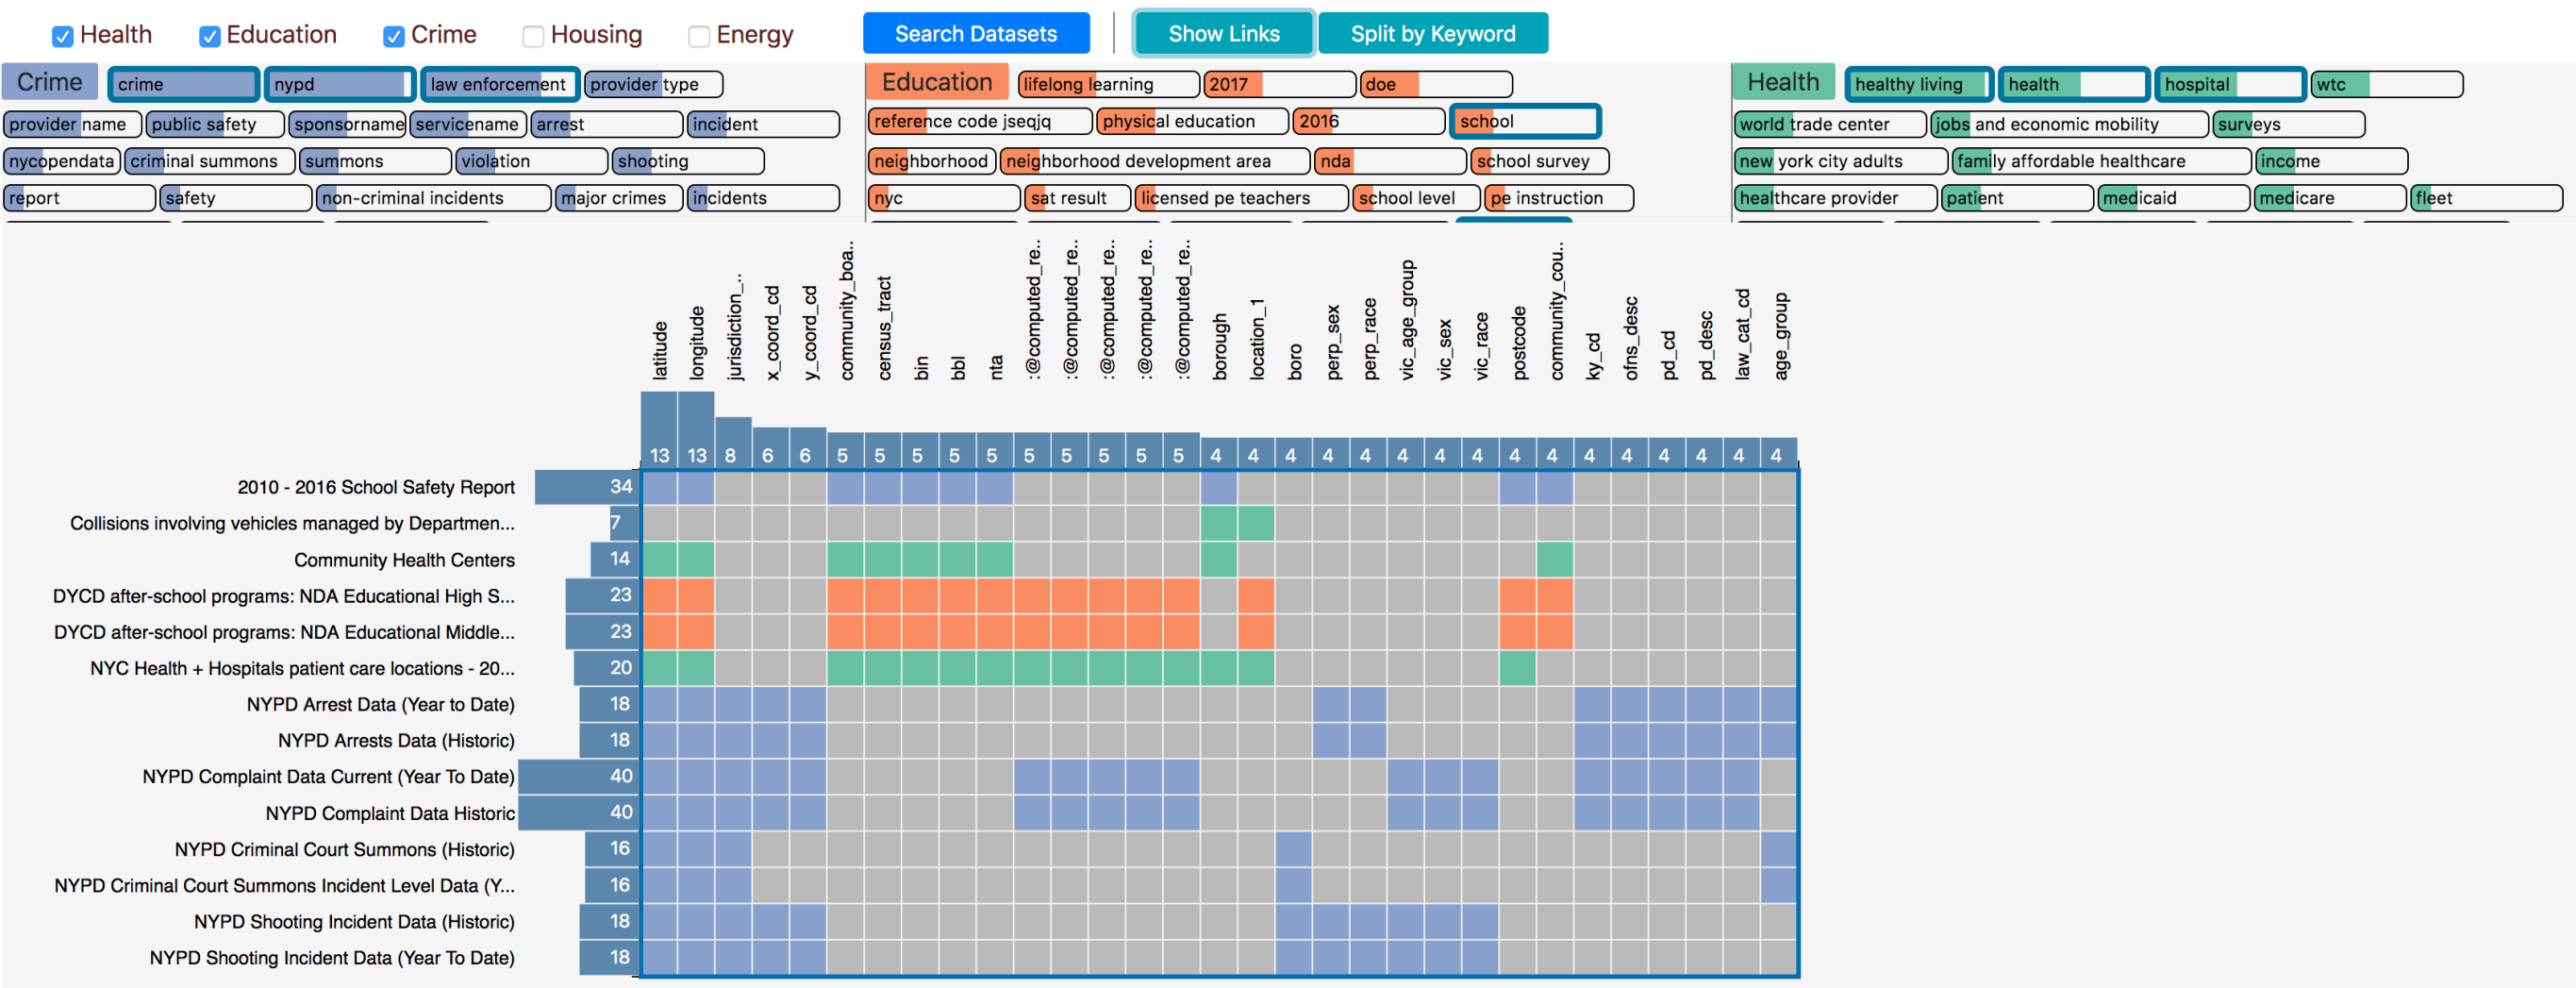 Health Education Crime Housing Energy Search Datasets Show Links Split by Keyword
Crime crime nypd law enforcement provider type
provider name public safety sponsorname servicename arrest incident
nycopendata criminal summons summons violation shooting
report safety non-criminal incidents major crimes incidents
Education lifelong learning 2017 doe
reference code jseqjq physical education 2016 school
neighborhood neighborhood development area nda school survey
nyc sat result licensed pe teachers school level pe instruction
Health healthy living health hospital wtc
world trade center jobs and economic mobility surveys
new york city adults family affordable healthcare income
healthcare provider patient medicaid medicare fleet
latitude
longitude
jurisdiction_..
x_coord_cd
y_coord_cd
community_boa..
census_tract
bin
bbl
nta
:@computed_re..
:@computed_re..
:@computed_re..
:@computed_re..
:@computed_re..
borough
location_1
boro
perp_sex
perp_race
vic_age_group
vic_sex
vic_race
postcode
community_cou..
ky_cd
ofns_desc
pd_cd
pd_desc
law_cat_cd
age_group
13 13 8 6 6 5 5 5 5 5 5 5 5 5 5 4 4 4 4 4 4 4 4 4 4 4 4 4 4 4 4
2010 - 2016 School Safety Report 34
Collisions involving vehicles managed by Departmen... 7
Community Health Centers 14
DYCD after-school programs: NDA Educational High S... 23
DYCD after-school programs: NDA Educational Middle... 23
NYC Health + Hospitals patient care locations - 20... 20
NYPD Arrest Data (Year to Date) 18
NYPD Arrests Data (Historic) 18
NYPD Complaint Data Current (Year To Date) 40
NYPD Complaint Data Historic 40
NYPD Criminal Court Summons (Historic) 16
NYPD Criminal Court Summons Incident Level Data (Y... 16
NYPD Shooting Incident Data (Historic) 18
NYPD Shooting Incident Data (Year To Date) 18